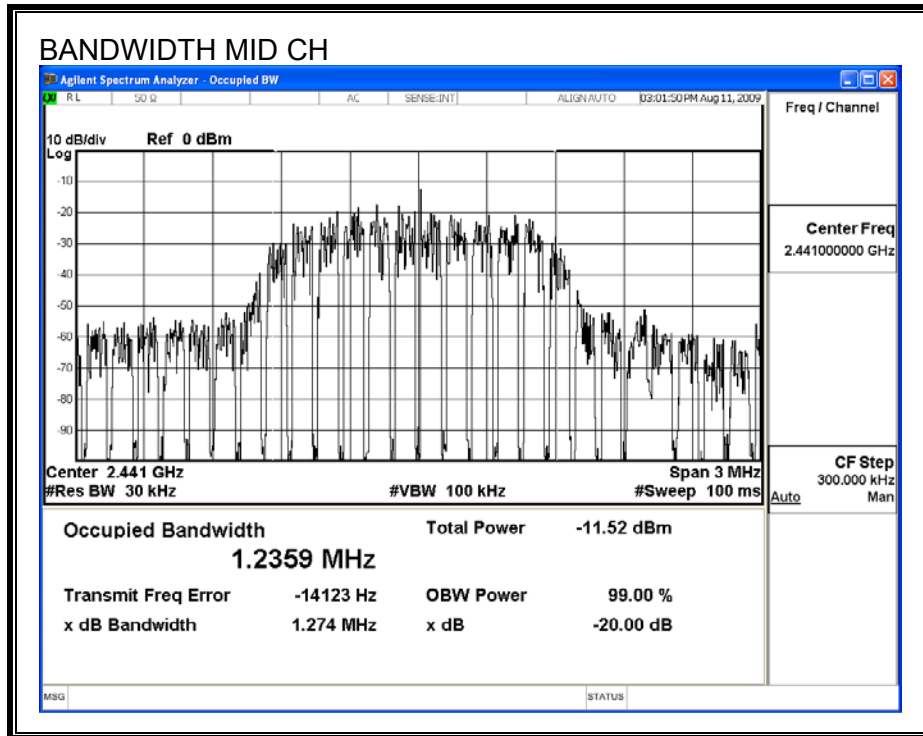 BANDWIDTH MID CH
Agilent Spectrum Analyzer - Occupied BW
LXI RL 50 Ω AC SENSE:INT ALIGN AUTO 03:01:50 PM Aug 11, 2009
Freq / Channel
10 dB/div Ref 0 dBm
Log
-10
-20
-30
-40
-50
-60
-70
-80
-90
Center Freq
2.441000000 GHz
Center 2.441 GHz Span 3 MHz
#Res BW 30 kHz #VBW 100 kHz #Sweep 100 ms
CF Step
300.000 kHz
Auto Man
Occupied Bandwidth Total Power -11.52 dBm
1.2359 MHz
Transmit Freq Error -14123 Hz OBW Power 99.00 %
x dB Bandwidth 1.274 MHz x dB -20.00 dB
MSG STATUS